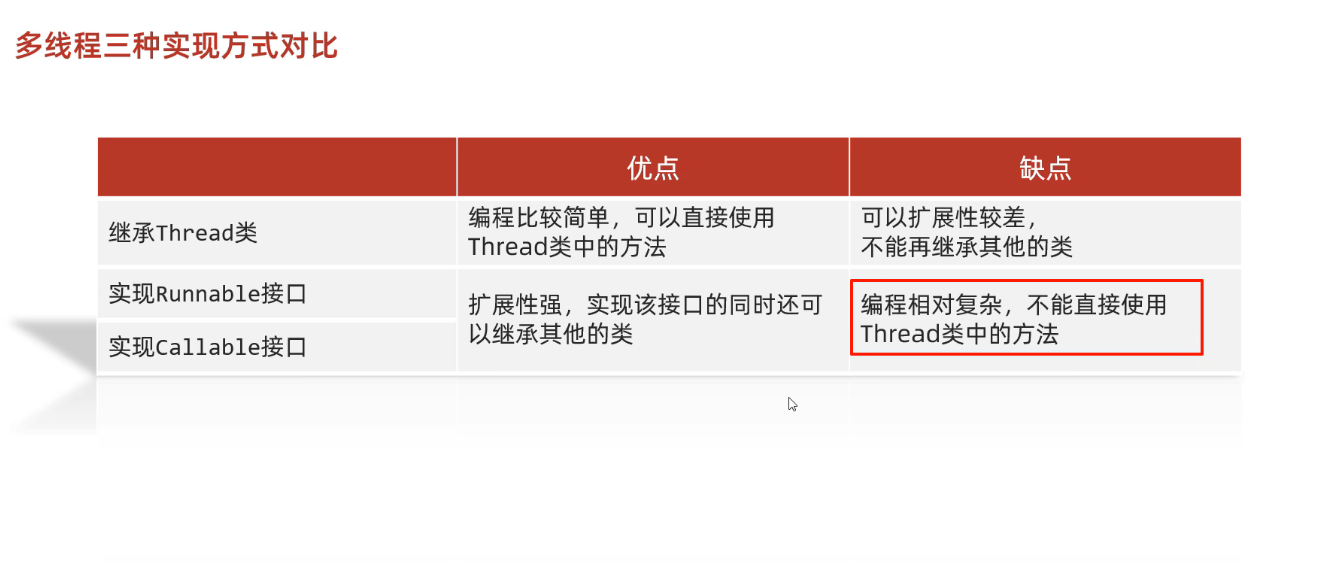 多线程三种实现方式对比
优点
缺点
继承Thread类
编程比较简单，可以直接使用
Thread类中的方法
可以扩展性较差，
不能再继承其他的类
实现Runnable接口
实现Callable接口
扩展性强，实现该接口的同时还可
以继承其他的类
编程相对复杂，不能直接使用
Thread类中的方法